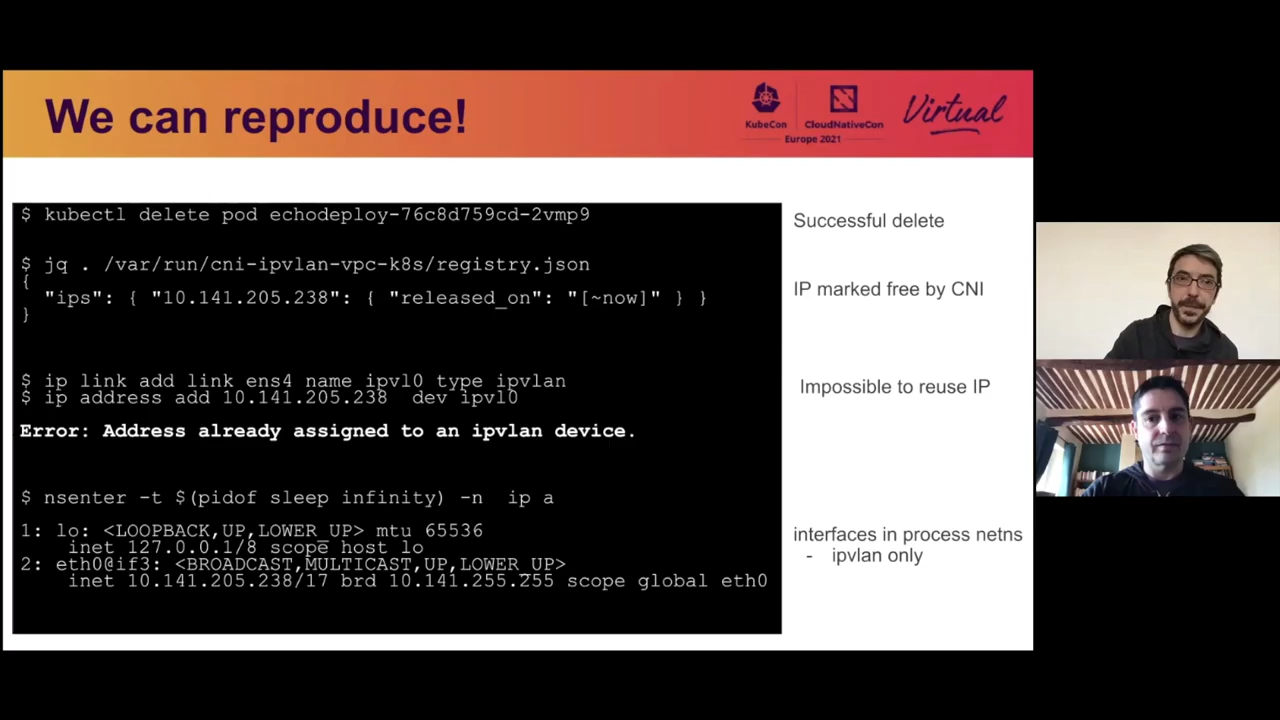 We can reproduce!
KubeCon
CloudNativeCon
Europe 2021
Virtual
$ kubectl delete pod echodeploy-76c8d759cd-2vmp9
Successful delete
$ jq . /var/run/cni-ipvlan-vpc-k8s/registry.json
{
"ips": { "10.141.205.238": { "released_on": "[~now]" } }
}
IP marked free by CNI
$ ip link add link ens4 name ipvl0 type ipvlan
$ ip address add 10.141.205.238 dev ipvl0
Impossible to reuse IP
Error: Address already assigned to an ipvlan device.
$ nsenter -t $(pidof sleep infinity) -n ip a
1: lo: <LOOPBACK,UP,LOWER_UP> mtu 65536
inet 127.0.0.1/8 scope host lo
2: eth0@if3: <BROADCAST,MULTICAST,UP,LOWER_UP>
inet 10.141.205.238/17 brd 10.141.255.255 scope global eth0
interfaces in process netns
- ipvlan only